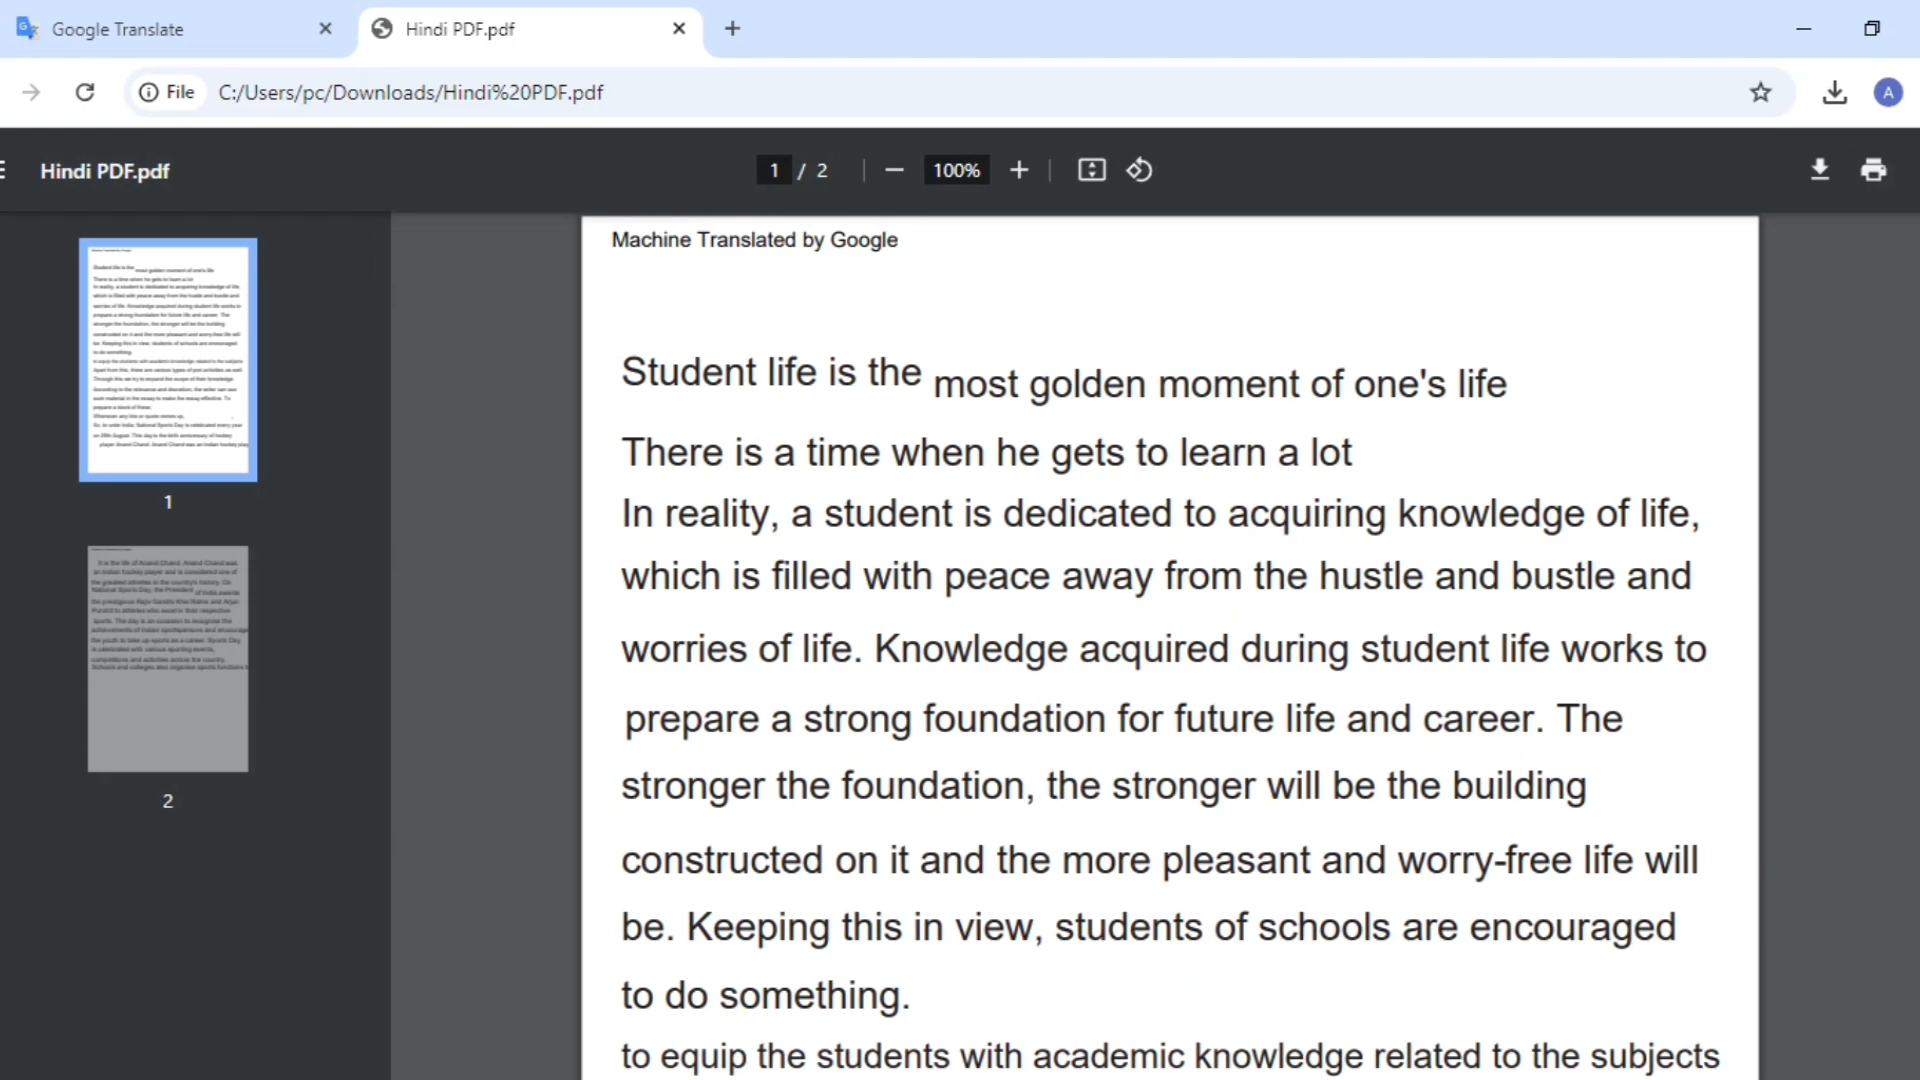 Google Translate
Hindi PDF.pdf
File C:/Users/pc/Downloads/Hindi%20PDF.pdf
A
Hindi PDF.pdf
1 / 2
100%
1
2
Machine Translated by Google
Student life is the most golden moment of one's life
There is a time when he gets to learn a lot
In reality, a student is dedicated to acquiring knowledge of life,
which is filled with peace away from the hustle and bustle and
worries of life. Knowledge acquired during student life works to
prepare a strong foundation for future life and career. The
stronger the foundation, the stronger will be the building
constructed on it and the more pleasant and worry-free life will
be. Keeping this in view, students of schools are encouraged
to do something.
to equip the students with academic knowledge related to the subjects